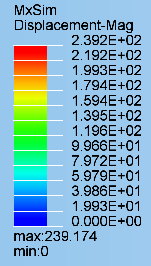 MxSim
Displacement-Mag
2.392E+02
2.192E+02
1.993E+02
1.794E+02
1.594E+02
1.395E+02
1.196E+02
9.966E+01
7.972E+01
5.979E+01
3.986E+01
1.993E+01
0.000E+00
max:239.174
min:0